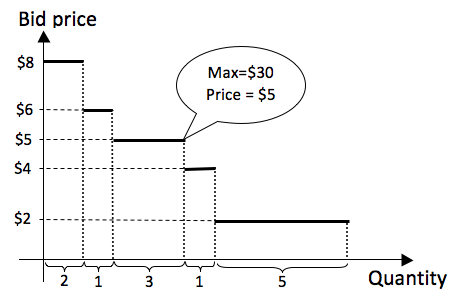 Bid price
$8
Max=$30
Price = $5
$6
$5
$4
$2
2 1 3 1 5
Quantity